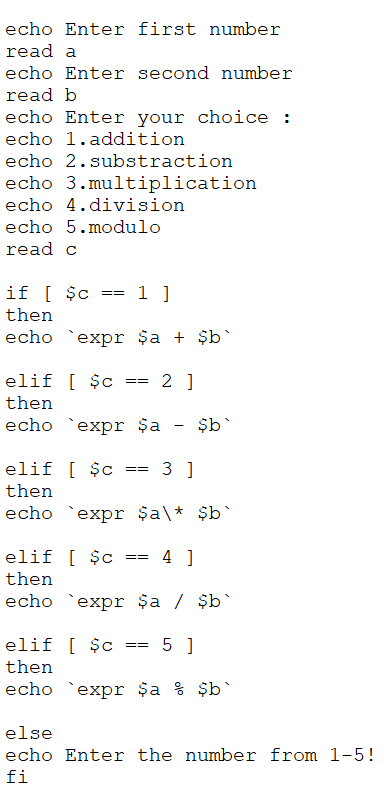 echo Enter first number
read a
echo Enter second number
read b
echo Enter your choice :
echo 1.addition
echo 2.substraction
echo 3.multiplication
echo 4.division
echo 5.modulo
read c
if [ $c == 1 ]
then
echo `expr $a + $b`
elif [ $c == 2 ]
then
echo `expr $a - $b`
elif [ $c == 3 ]
then
echo `expr $a\* $b`
elif [ $c == 4 ]
then
echo `expr $a / $b`
elif [ $c == 5 ]
then
echo `expr $a % $b`
else
echo Enter the number from 1-5!
fi